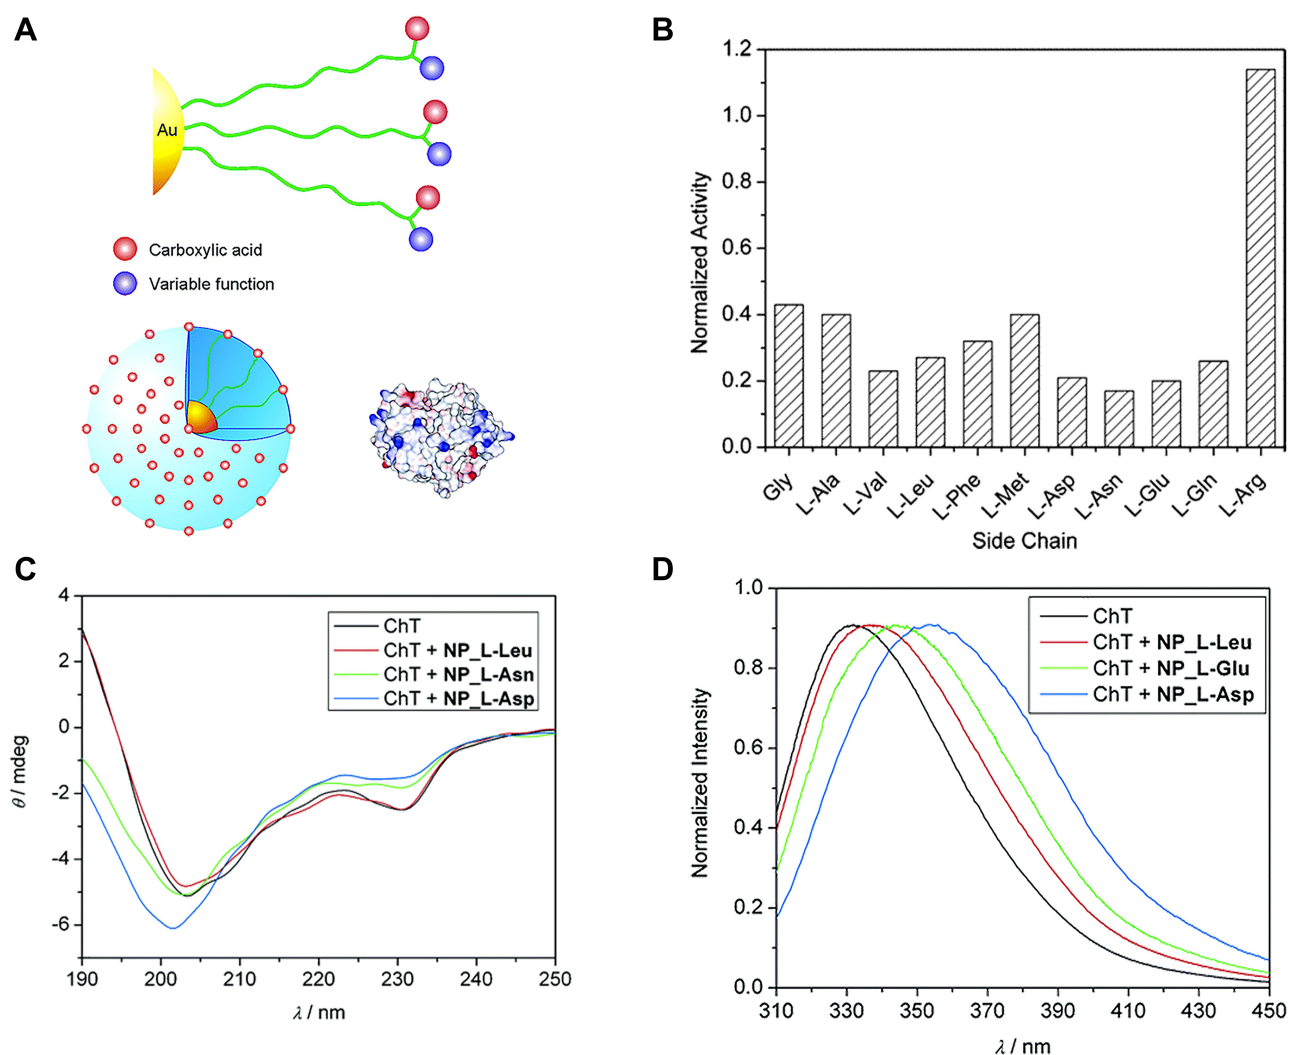 A
Au
Carboxylic acid
Variable function
B
1.2
1.0
0.8
0.6
0.4
0.2
0.0
Normalized Activity
Gly
L-Ala
L-Val
L-Leu
L-Phe
L-Met
L-Asp
L-Asn
L-Glu
L-Gln
L-Arg
Side Chain
C
4
2
0
-2
-4
-6
θ / mdeg
ChT
ChT + NP_L-Leu
ChT + NP_L-Asn
ChT + NP_L-Asp
190 200 210 220 230 240 250
λ / nm
D
1.0
0.8
0.6
0.4
0.2
0.0
Normalized Intensity
ChT
ChT + NP_L-Leu
ChT + NP_L-Glu
ChT + NP_L-Asp
310 330 350 370 390 410 430 450
λ / nm